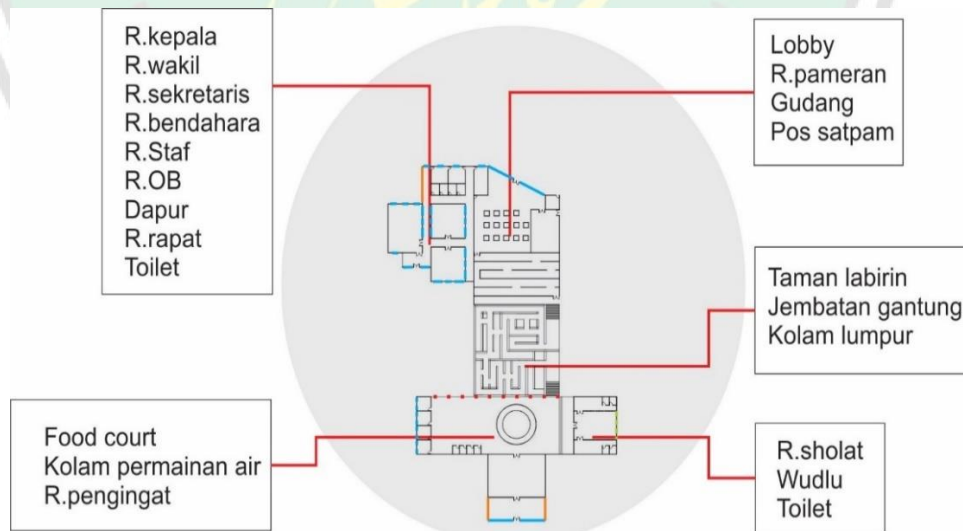 R.kepala
R.wakil
R.sekretaris
R.bendahara
R.Staf
R.OB
Dapur
R.rapat
Toilet
Lobby
R.pameran
Gudang
Pos satpam
Taman labirin
Jembatan gantung
Kolam lumpur
Food court
Kolam permainan air
R.pengingat
R.sholat
Wudlu
Toilet